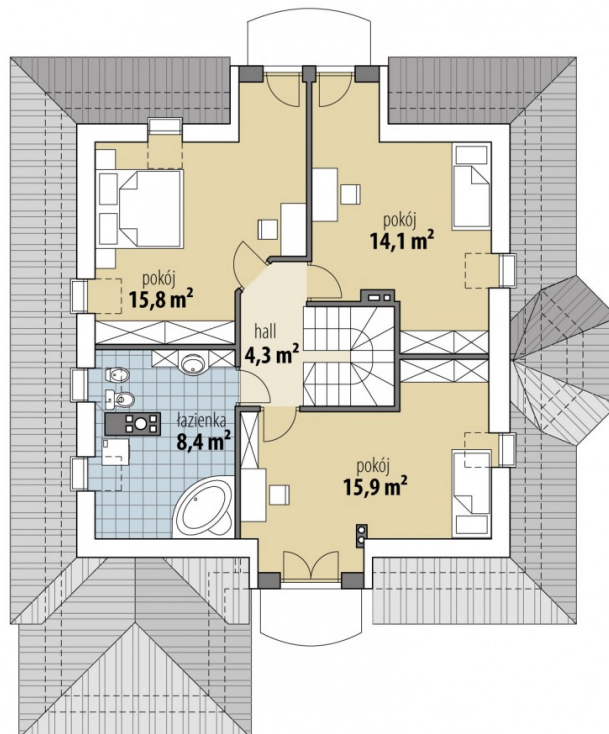 pokój
14,1 m²
pokój
15,8 m²
hall
4,3 m²
łazienka
8,4 m²
pokój
15,9 m²